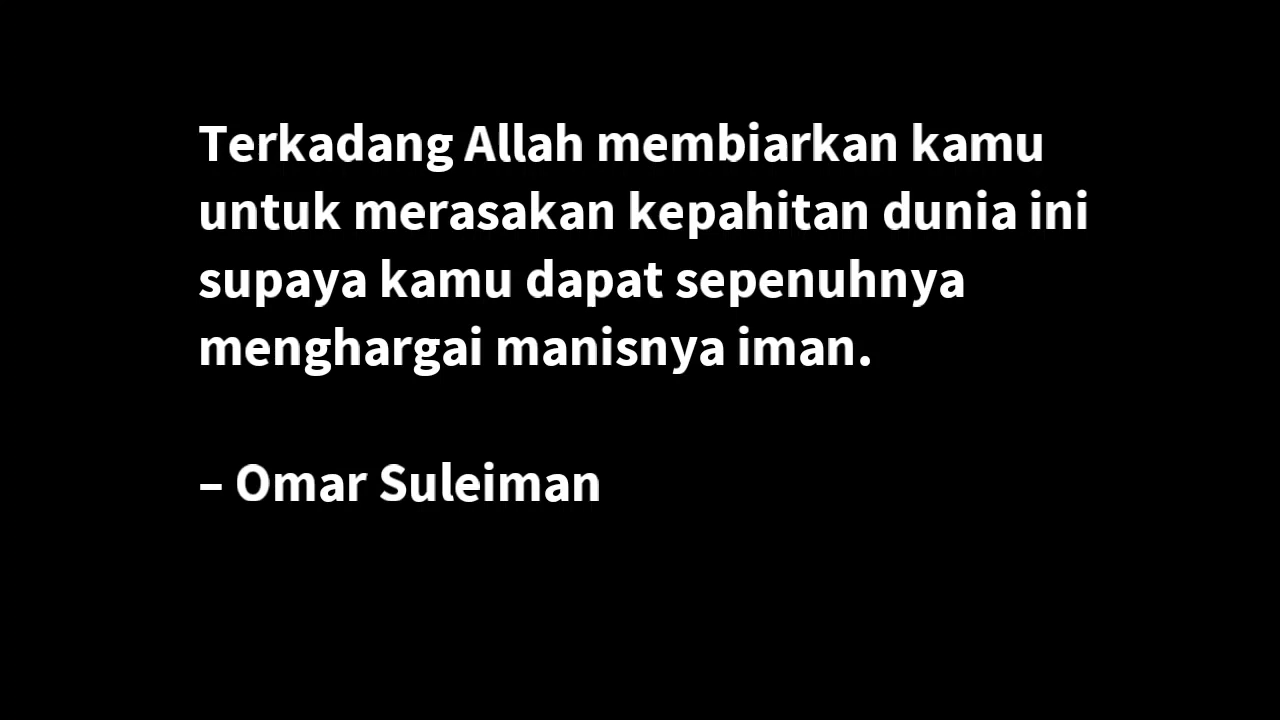 Terkadang Allah membiarkan kamu
untuk merasakan kepahitan dunia ini
supaya kamu dapat sepenuhnya
menghargai manisnya iman.
– Omar Suleiman